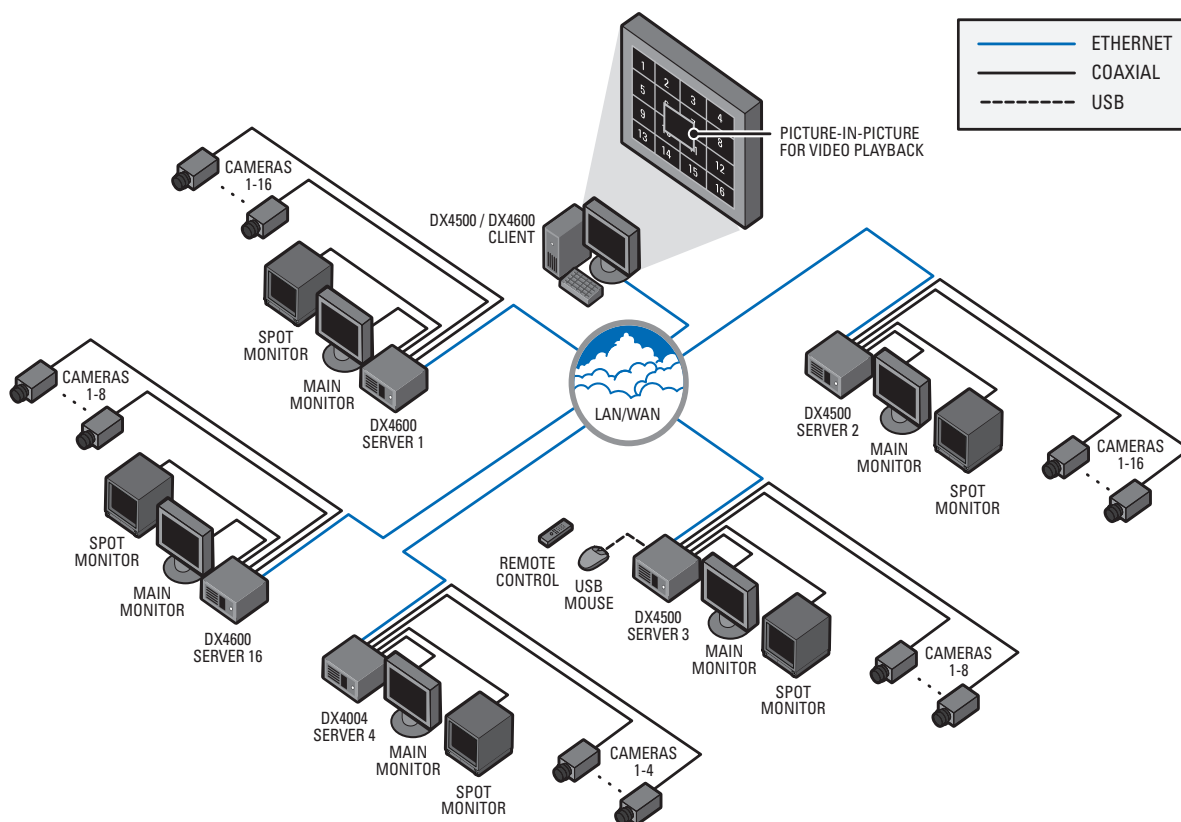 ETHERNET
COAXIAL
USB
1
2
3
4
5
8
9
12
13
14
15
16
PICTURE-IN-PICTURE
FOR VIDEO PLAYBACK
CAMERAS
1-16
DX4500 / DX4600
CLIENT
SPOT
MONITOR
MAIN
MONITOR
DX4600
SERVER 1
LAN/WAN
DX4500
SERVER 2
MAIN
MONITOR
SPOT
MONITOR
CAMERAS
1-16
CAMERAS
1-8
SPOT
MONITOR
MAIN
MONITOR
DX4600
SERVER 16
REMOTE
CONTROL
USB
MOUSE
DX4500
SERVER 3
MAIN
MONITOR
SPOT
MONITOR
CAMERAS
1-8
DX4004
SERVER 4
MAIN
MONITOR
SPOT
MONITOR
CAMERAS
1-4